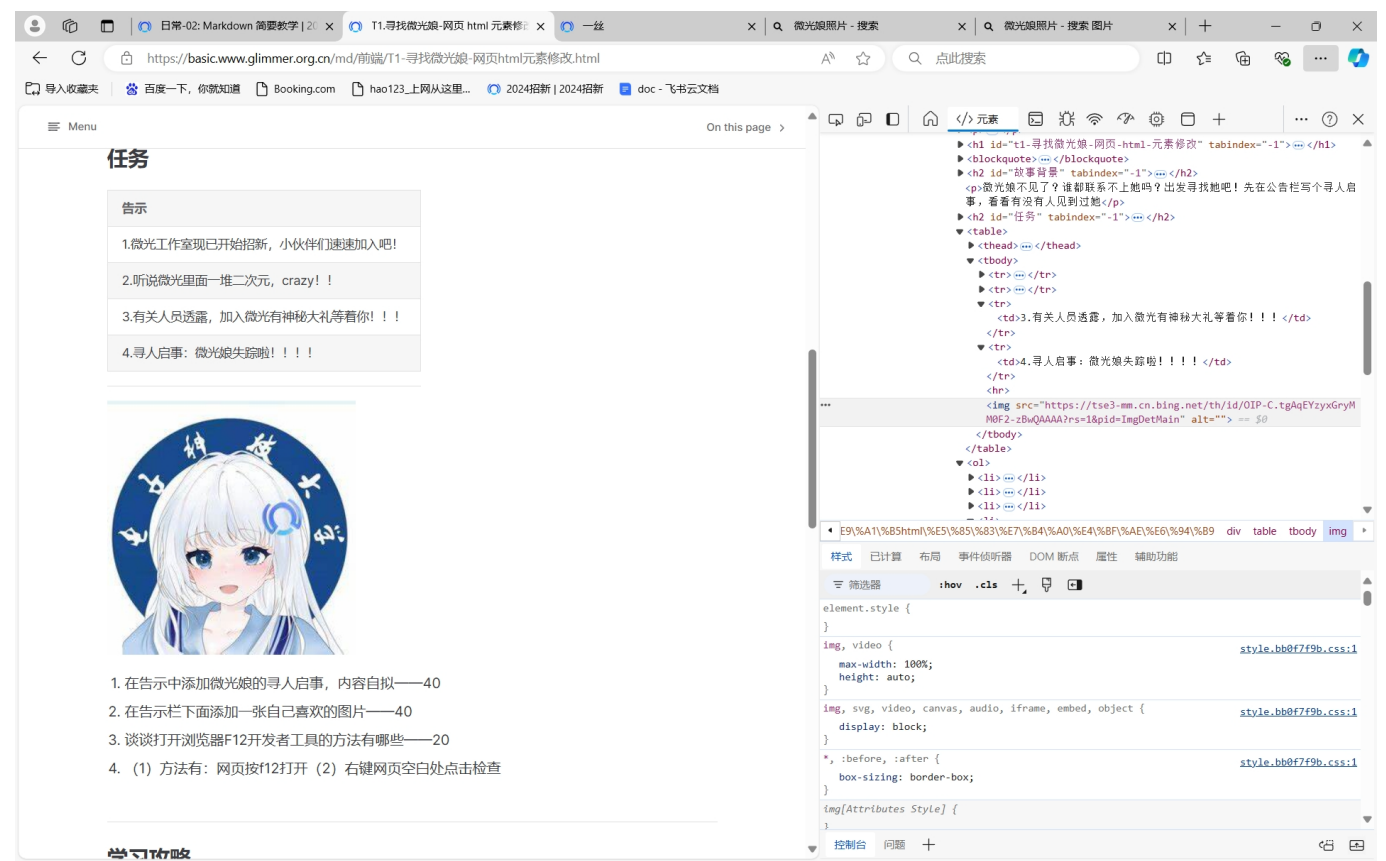 日常-02: Markdown 简要教学 | 20
T1.寻找微光娘-网页 html 元素修改
一丝
微光娘照片 - 搜索
微光娘照片 - 搜索 图片
https://basic.www.glimmer.org.cn/md/前端/T1-寻找微光娘-网页html元素修改.html
点此搜索
导入收藏夹
百度一下，你就知道
Booking.com
hao123_上网从这里...
2024招新 | 2024招新
doc - 飞书云文档
Menu
On this page
任务
告示
1.微光工作室现已开始招新，小伙伴们速速加入吧！
2.听说微光里面一堆二次元，crazy！！
3.有关人员透露，加入微光有神秘大礼等着你！！！
4.寻人启事：微光娘失踪啦！！！！
1. 在告示中添加微光娘的寻人启事，内容自拟——40
2. 在告示栏下面添加一张自己喜欢的图片——40
3. 谈谈打开浏览器F12开发者工具的方法有哪些——20
4. （1）方法有：网页按f12打开（2）右键网页空白处点击检查
学习攻略
</> 元素
<h1 id="t1-寻找微光娘-网页-html-元素修改" tabindex="-1">…</h1>
<blockquote>…</blockquote>
<h2 id="故事背景" tabindex="-1">…</h2>
<p>微光娘不见了？谁都联系不上她吗？出发寻找她吧！先在公告栏写个寻人启
事，看看有没有人见到过她</p>
<h2 id="任务" tabindex="-1">…</h2>
<table>
<thead>…</thead>
<tbody>
<tr>…</tr>
<tr>…</tr>
<tr>
<td>3.有关人员透露，加入微光有神秘大礼等着你！！！</td>
</tr>
<tr>
<td>4.寻人启事：微光娘失踪啦！！！！</td>
</tr>
<hr>
<img src="https://tse3-mm.cn.bing.net/th/id/OIP-C.tgAqEYzyxGryM
M0F2-zBwQAAAA?rs=1&pid=ImgDetMain" alt=""> == $0
</tbody>
</table>
<ol>
<li>…</li>
<li>…</li>
<li>…</li>
E9\%A1\%B5html\%E5\%85\%83\%E7\%B4\%A0\%E4\%BF\%AE\%E6\%94\%B9 div table tbody img
样式 已计算 布局 事件侦听器 DOM 断点 属性 辅助功能
筛选器 :hov .cls
element.style {
}
img, video { style.bb0f7f9b.css:1
max-width: 100%;
height: auto;
}
img, svg, video, canvas, audio, iframe, embed, object { style.bb0f7f9b.css:1
display: block;
}
*, :before, :after { style.bb0f7f9b.css:1
box-sizing: border-box;
}
img[Attributes Style] {
控制台 问题